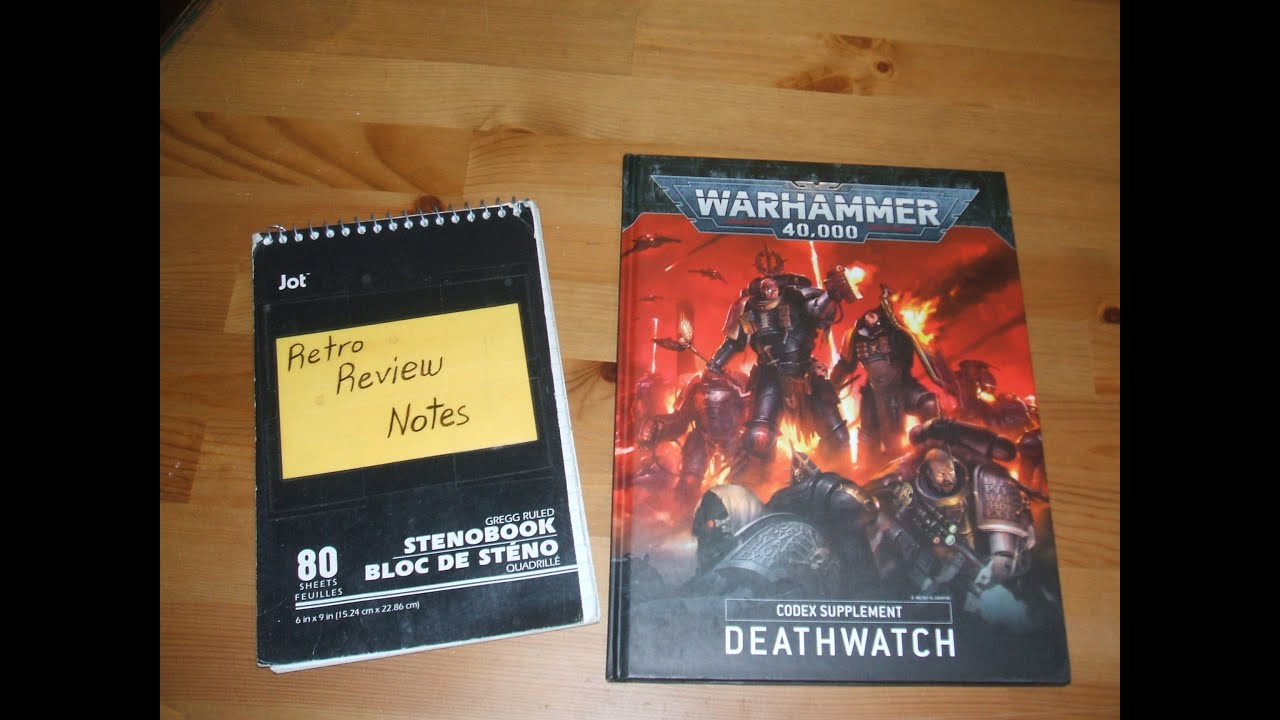 Jot™
Retro
Review
Notes
GREGG RULED
STENOBOOK
BLOC DE STÉNO
QUADRILLÉ
80
SHEETS
FEUILLES
6 in x 9 in (15.24 cm x 22.86 cm)
WARHAMMER
40,000
CODEX SUPPLEMENT
DEATHWATCH